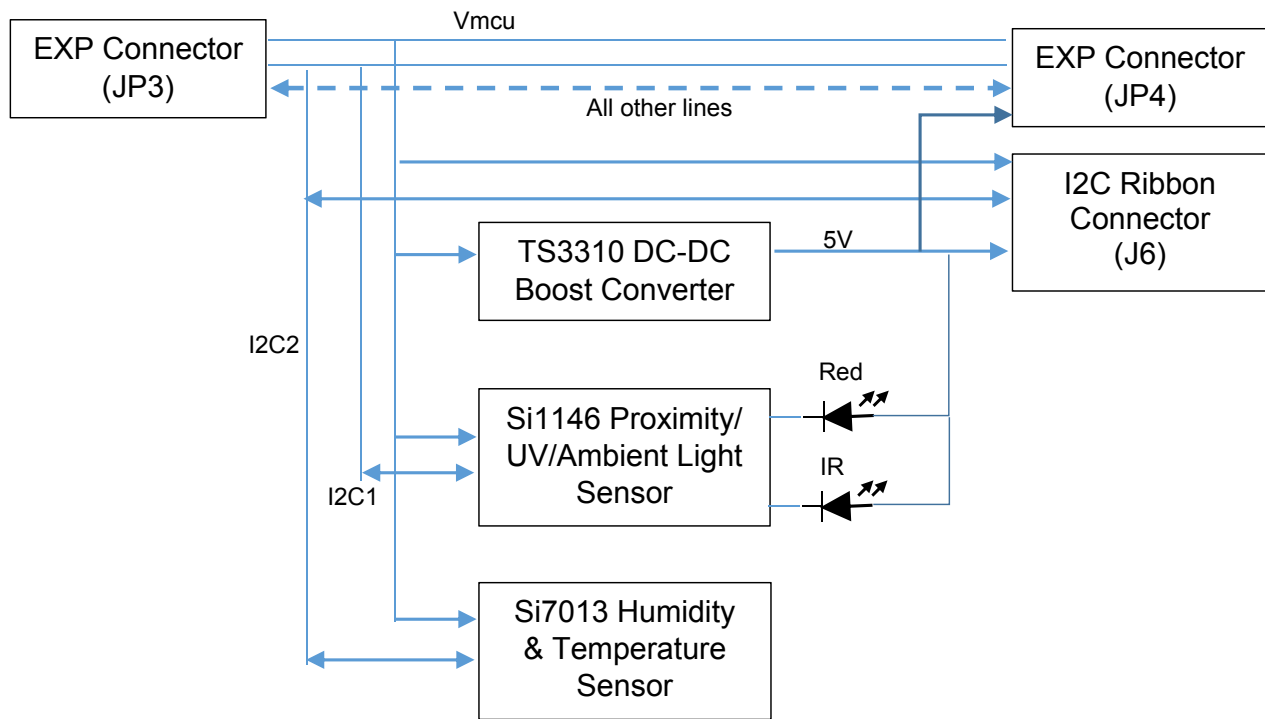 Vmcu
EXP Connector
(JP3)
EXP Connector
(JP4)
All other lines
I2C Ribbon
Connector
(J6)
TS3310 DC-DC
Boost Converter
5V
I2C2
Red
Si1146 Proximity/
UV/Ambient Light
Sensor
IR
I2C1
Si7013 Humidity
& Temperature
Sensor